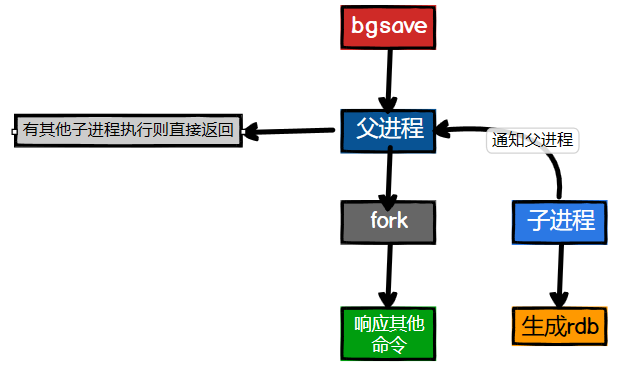 bgsave
有其他子进程执行则直接返回
父进程
通知父进程
fork
子进程
响应其他
命令
生成rdb